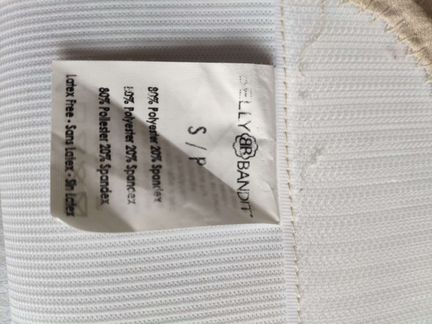 BELLY BR BANDIT
S / P
80% Polyester 20% Spandex
80% Polyester 20% Spandex
80% Poliester 20% Spandex
Latex Free • Sans Latex • Sin Latex